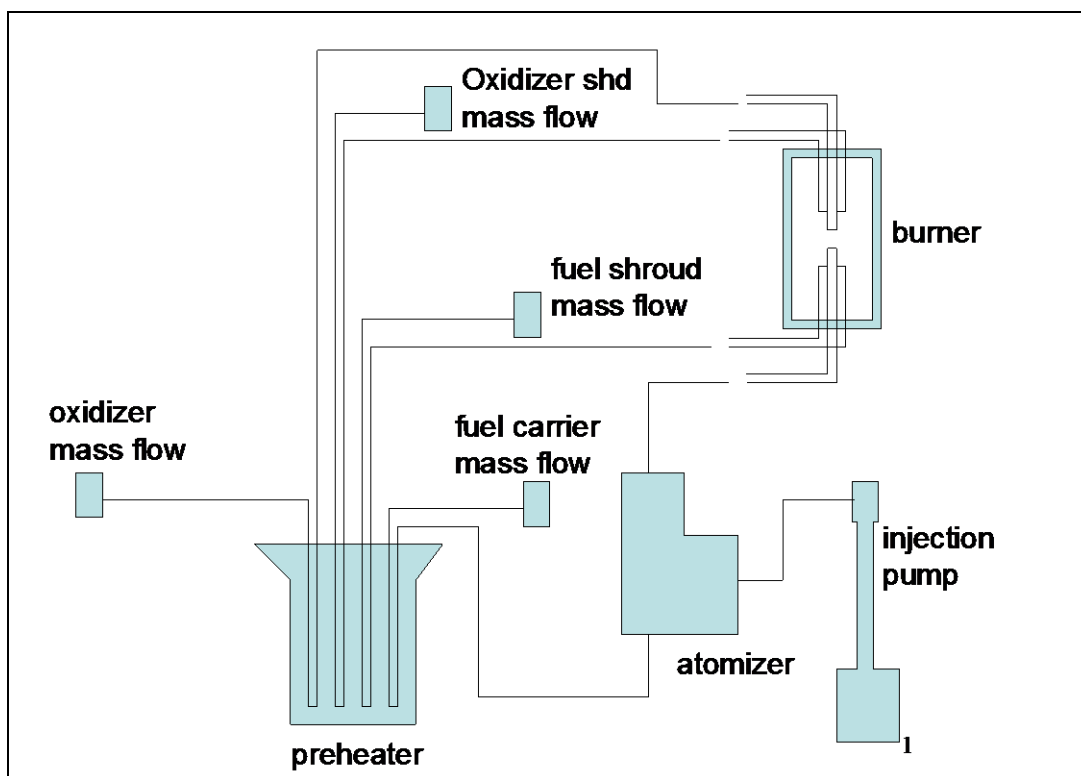 Oxidizer shd
mass flow
burner
fuel shroud
mass flow
oxidizer
mass flow
fuel carrier
mass flow
injection
pump
atomizer
preheater
1